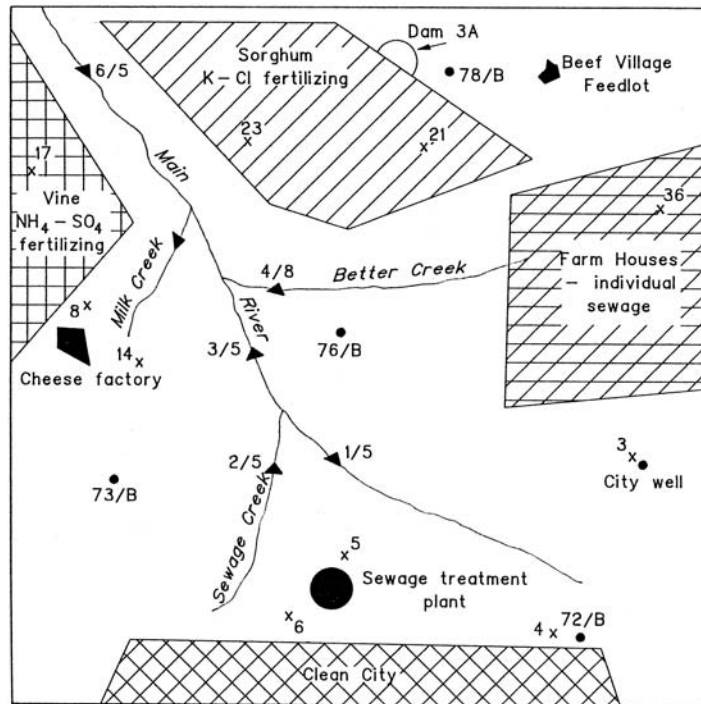 Dam 3A
Sorghum
K-Cl fertilizing
6/5
78/B
Beef Village
Feedlot
23
21
17
Main
36
Vine
NH4-SO4
fertilizing
Farm Houses
- individual
sewage
4/8
Better Creek
Milk Creek
River
8
14
3/5
76/B
Cheese factory
3
City well
2/5
1/5
73/B
Sewage Creek
5
Sewage treatment
plant
6
4
72/B
Clean City